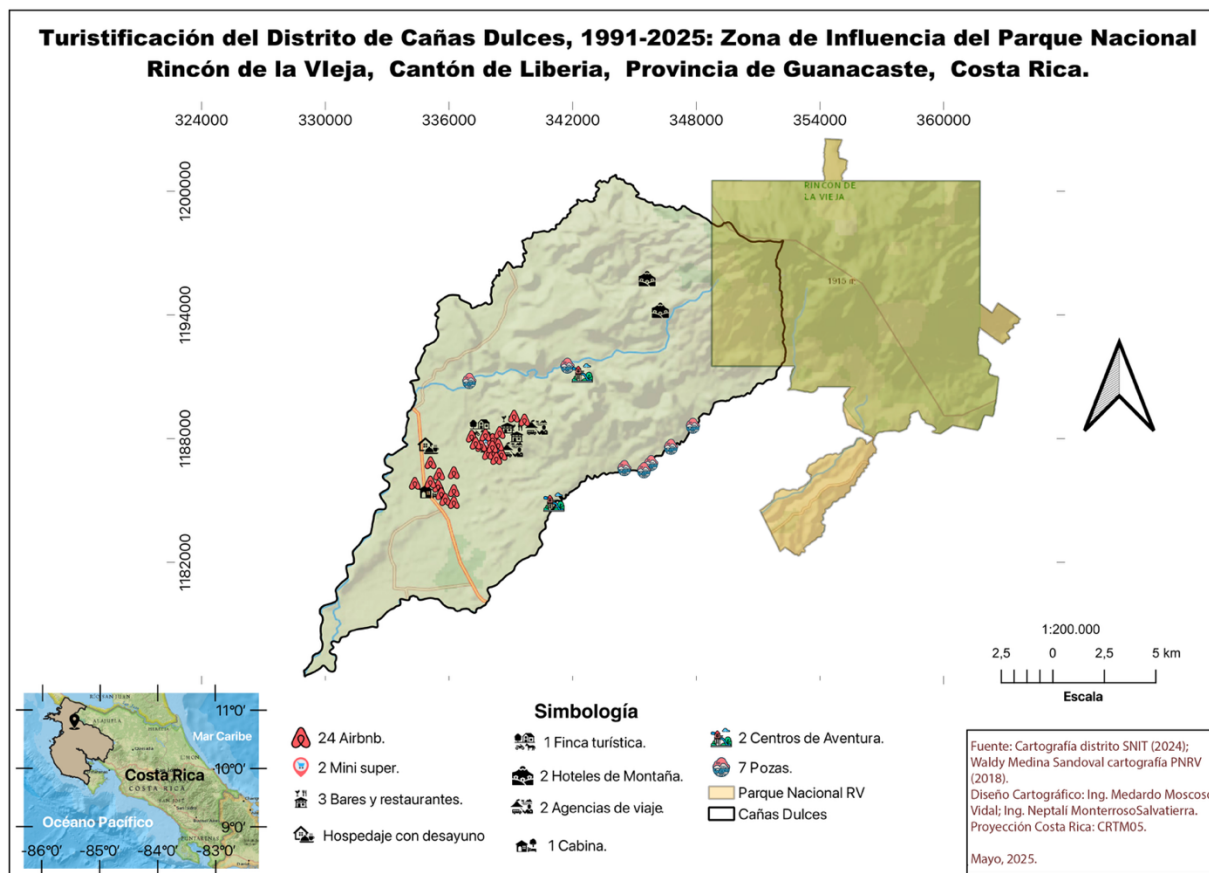 Turistificación del Distrito de Cañas Dulces, 1991-2025: Zona de Influencia del Parque Nacional
Rincón de la VIeja, Cantón de Liberia, Provincia de Guanacaste, Costa Rica.
324000 330000 336000 342000 348000 354000 360000
1200000
1194000
1188000
1182000
RINCÓN DE
LA VIEJA
1915 m
1:200.000
2,5 0 2,5 5 km
Escala
11°0'
10°0'
9°0'
-86°0' -85°0' -84°0' -83°0'
Mar Caribe
Costa Rica
COSTA RICA
Océano Pacífico
ALAJUELA
PUNTARENAS
Simbología
24 Airbnb.
2 Mini super.
3 Bares y restaurantes.
Hospedaje con desayuno
1 Finca turística.
2 Hoteles de Montaña.
2 Agencias de viaje.
1 Cabina.
2 Centros de Aventura.
7 Pozas.
Parque Nacional RV
Cañas Dulces
Fuente: Cartografía distrito SNIT (2024);
Waldy Medina Sandoval cartografía PNRV
(2018).
Diseño Cartográfico: Ing. Medardo Moscoso
Vidal; Ing. Neptalí MonterrosoSalvatierra.
Proyección Costa Rica: CRTM05.
Mayo, 2025.